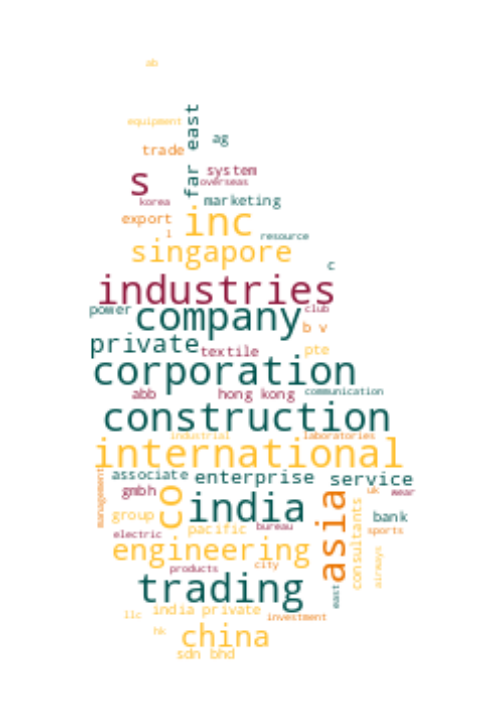 ab
equipment
far east
ag
trade
system
s
overseas
korea
marketing
export
inc
i
resource
singapore
c
industries
power
company
club
b v
private
textile
pte
corporation
abb
hong kong
communication
construction
industrial
laboratories
international
management
associate
enterprise
service
gmbh
co
india
asia
consultants
uk
wear
group
pacific
bureau
bank
sports
electric
engineering
city
airways
products
trading
east
india private
llc
investment
hk
china
sdn bhd